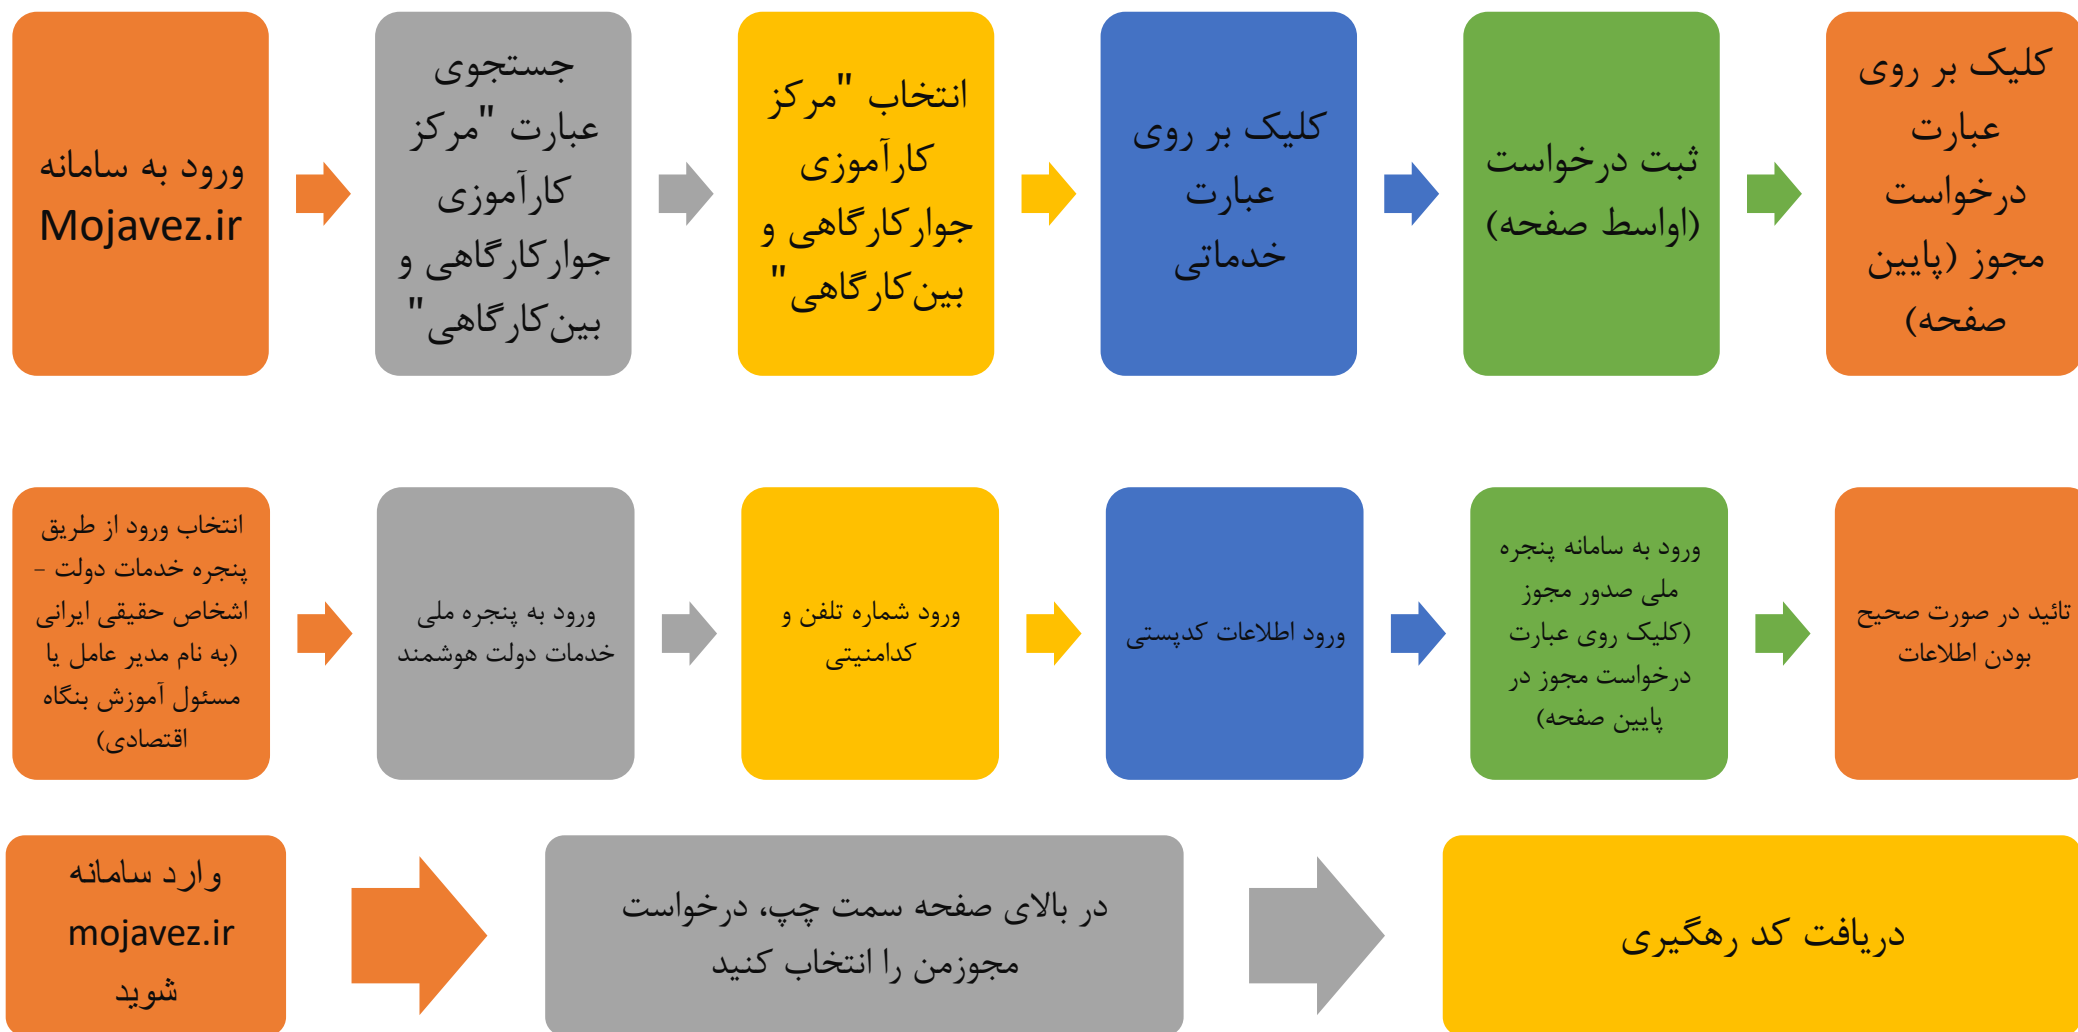 ورود به سامانه
Mojavez.ir
جستجوی
عبارت "مرکز
کارآموزی
جوارکارگاهی و
بین‌کارگاهی"
انتخاب "مرکز
کارآموزی
جوارکارگاهی و
بین‌کارگاهی"
کلیک بر روی
عبارت
خدماتی
ثبت درخواست
(اواسط صفحه)
کلیک بر روی
عبارت
درخواست
مجوز (پایین
صفحه)
انتخاب ورود از طریق
پنجره خدمات دولت –
اشخاص حقیقی ایرانی
(به نام مدیر عامل یا
مسئول آموزش بنگاه
اقتصادی)
ورود به پنجره ملی
خدمات دولت هوشمند
ورود شماره تلفن و
کدامنیتی
ورود اطلاعات کدپستی
ورود به سامانه پنجره
ملی صدور مجوز
(کلیک روی عبارت
درخواست مجوز در
پایین صفحه)
تائید در صورت صحیح
بودن اطلاعات
وارد سامانه
mojavez.ir
شوید
در بالای صفحه سمت چپ، درخواست
مجوزمن را انتخاب کنید
دریافت کد رهگیری